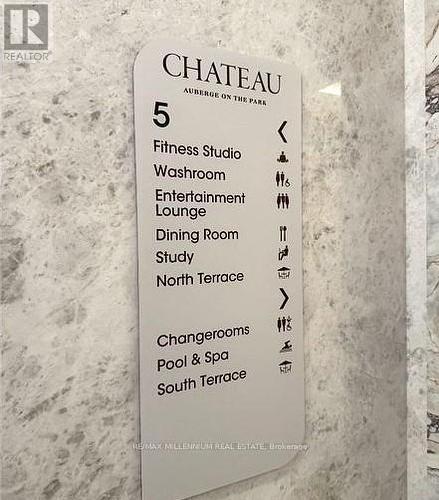 REALTOR
CHATEAU
AUBERGE ON THE PARK
5
Fitness Studio
Washroom
Entertainment
Lounge
Dining Room
Study
North Terrace
Changerooms
Pool & Spa
South Terrace
RE/MAX MILLENNIUM REAL ESTATE, Brokerage